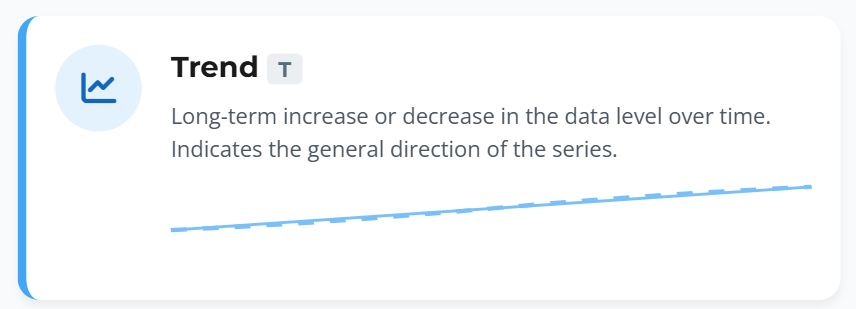 Trend T
Long-term increase or decrease in the data level over time.
Indicates the general direction of the series.